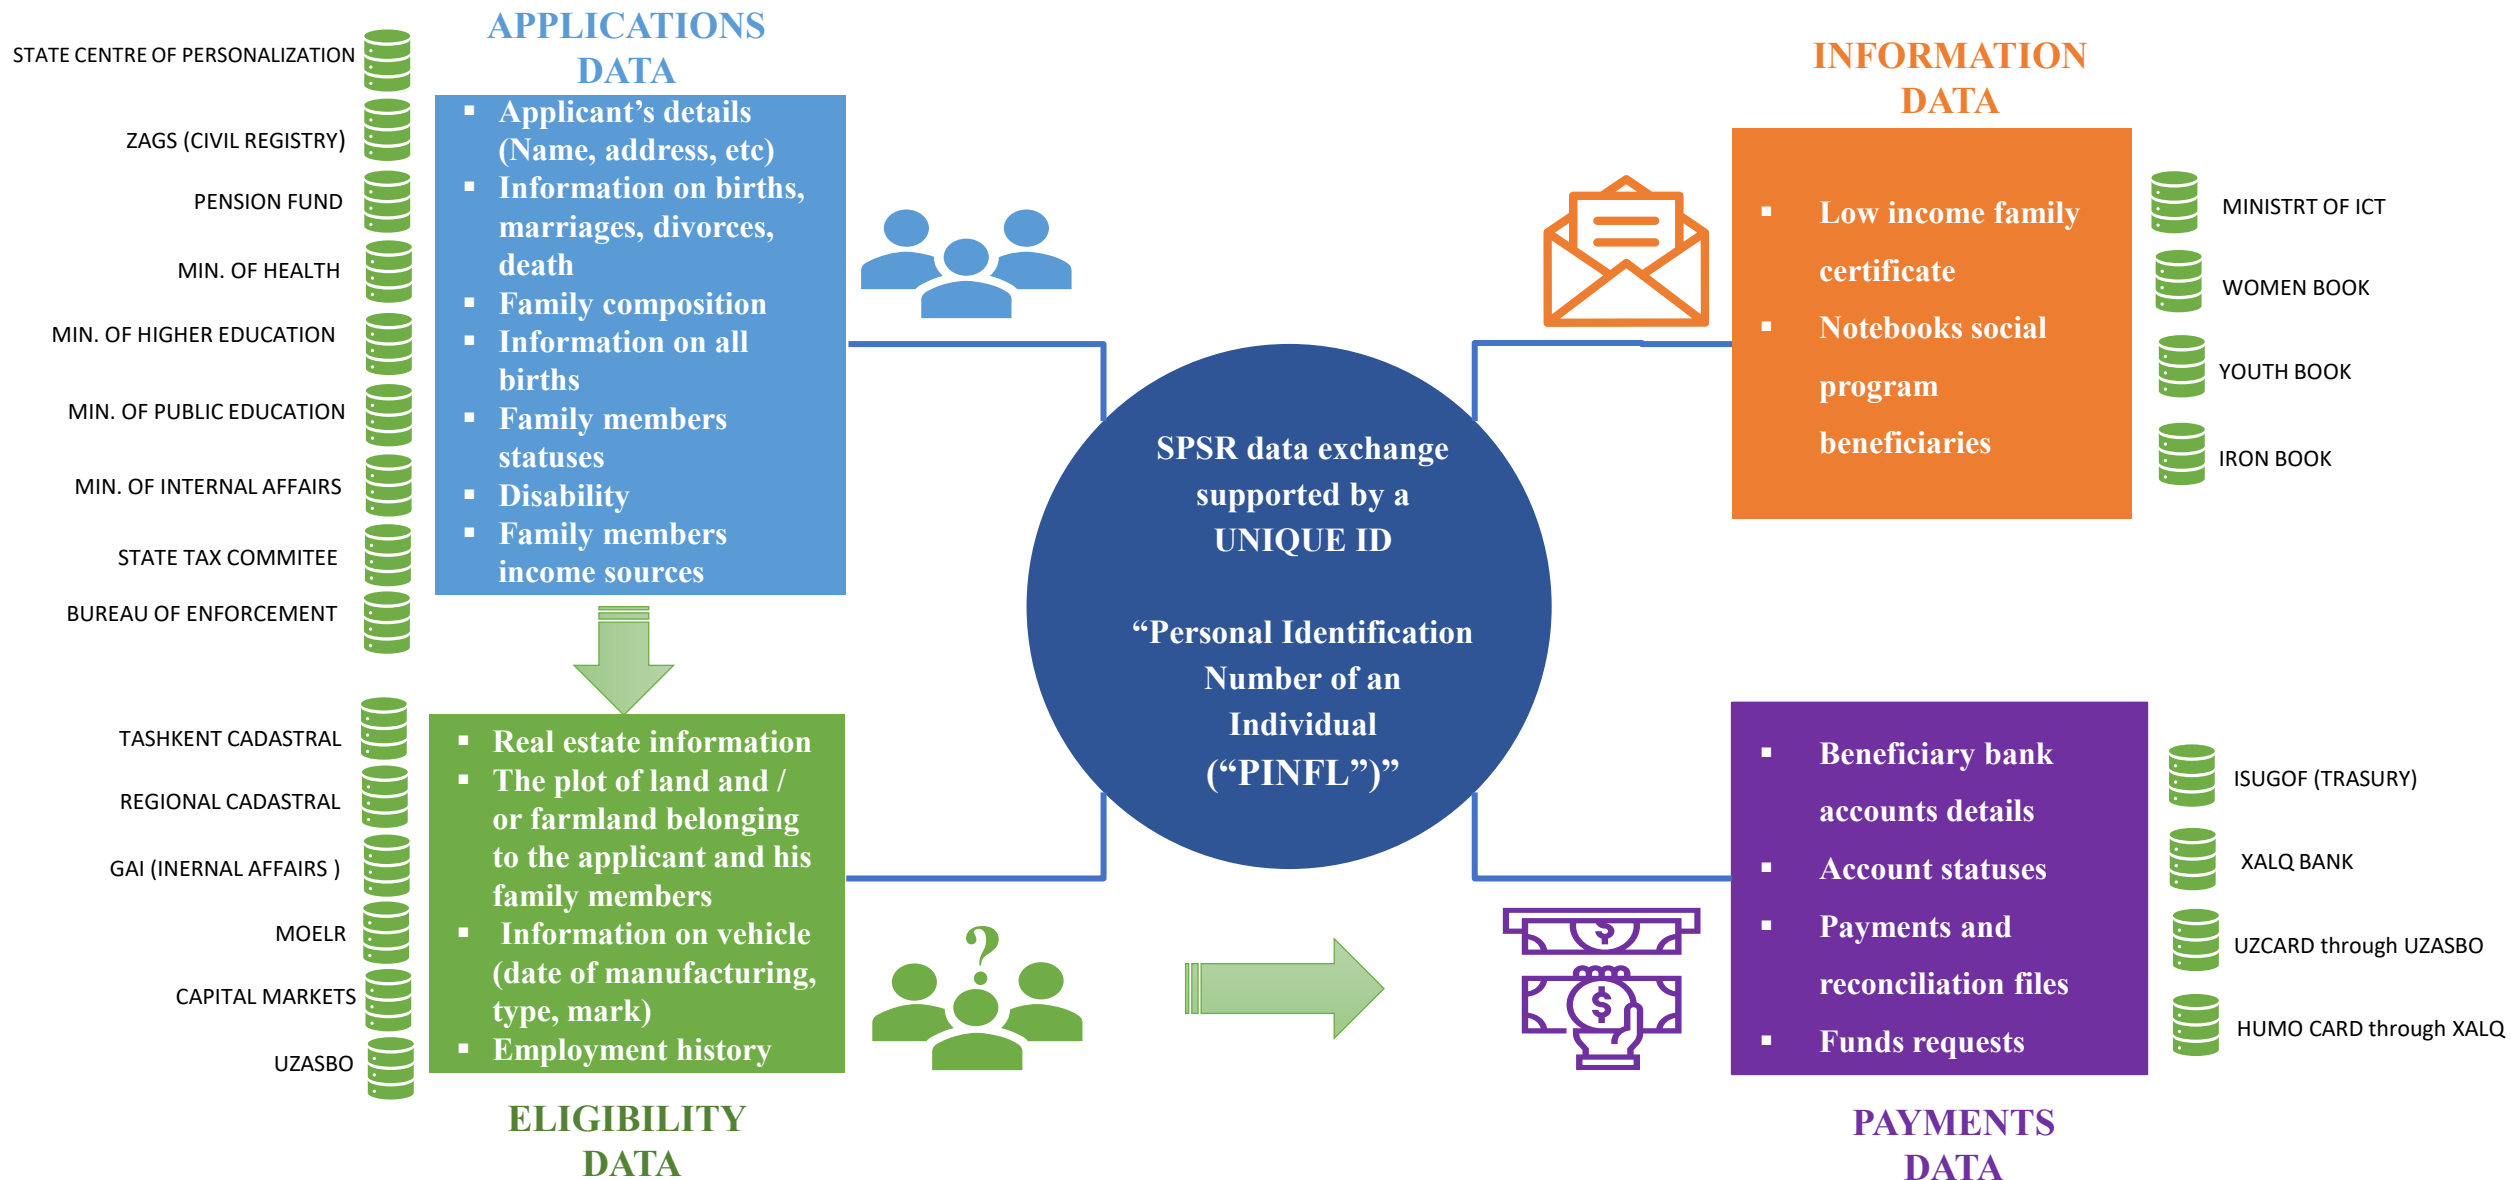 APPLICATIONS
DATA
STATE CENTRE OF PERSONALIZATION
ZAGS (CIVIL REGISTRY)
PENSION FUND
MIN. OF HEALTH
MIN. OF HIGHER EDUCATION
MIN. OF PUBLIC EDUCATION
MIN. OF INTERNAL AFFAIRS
STATE TAX COMMITEE
BUREAU OF ENFORCEMENT
▪ Applicant’s details
(Name, address, etc)
▪ Information on births,
marriages, divorces,
death
▪ Family composition
▪ Information on all
births
▪ Family members
statuses
▪ Disability
▪ Family members
income sources
TASHKENT CADASTRAL
REGIONAL CADASTRAL
GAI (INERNAL AFFAIRS )
MOELR
CAPITAL MARKETS
UZASBO
▪ Real estate information
▪ The plot of land and /
or farmland belonging
to the applicant and his
family members
▪ Information on vehicle
(date of manufacturing,
type, mark)
▪ Employment history
ELIGIBILITY
DATA
?
SPSR data exchange
supported by a
UNIQUE ID
“Personal Identification
Number of an
Individual
(“PINFL”)”
INFORMATION
DATA
▪ Low income family
certificate
▪ Notebooks social
program
beneficiaries
MINISTRT OF ICT
WOMEN BOOK
YOUTH BOOK
IRON BOOK
$
$
▪ Beneficiary bank
accounts details
▪ Account statuses
▪ Payments and
reconciliation files
▪ Funds requests
ISUGOF (TRASURY)
XALQ BANK
UZCARD through UZASBO
HUMO CARD through XALQ
PAYMENTS
DATA